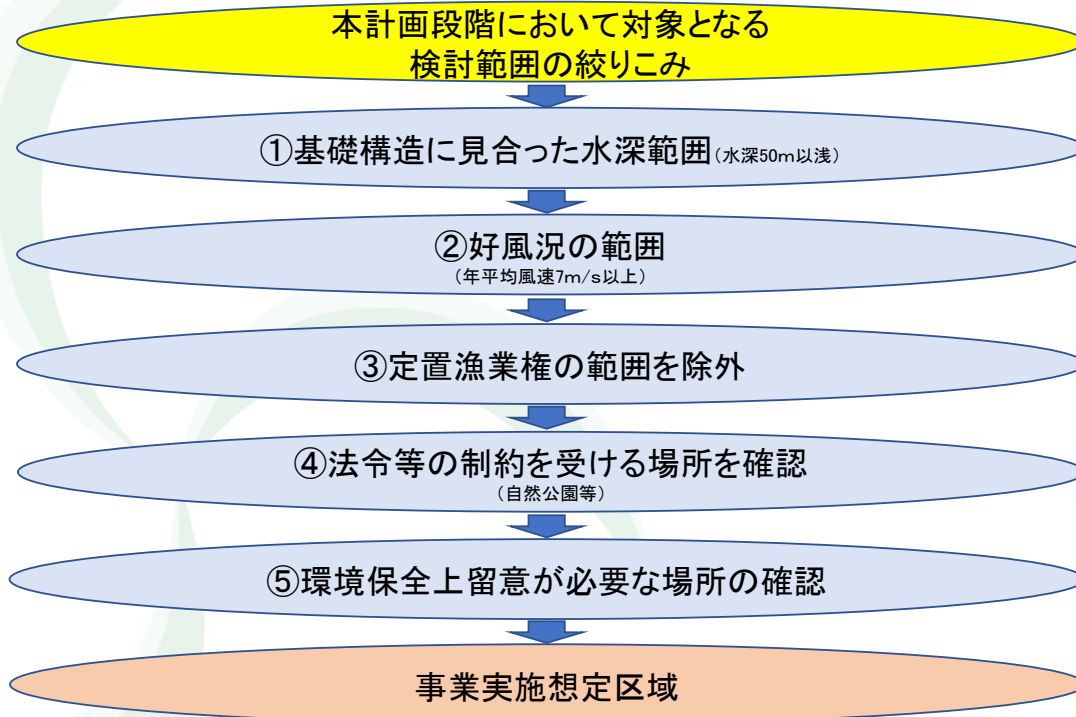 本計画段階において対象となる
検討範囲の絞りこみ
①基礎構造に見合った水深範囲(水深50m以浅)
②好風況の範囲
(年平均風速7m/s以上)
③定置漁業権の範囲を除外
④法令等の制約を受ける場所を確認
(自然公園等)
⑤環境保全上留意が必要な場所の確認
事業実施想定区域